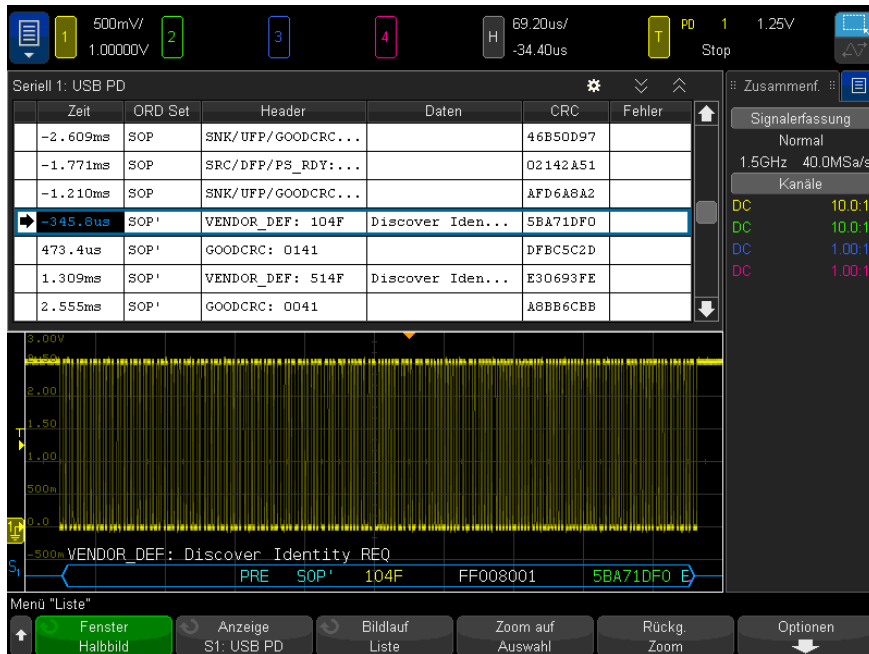 500mV/ 69.20us/ PD 1 1.25V
1 1.00000V 2 3 4 H -34.40us T Stop
Seriell 1: USB PD
Zusammenf.
Zeit ORD Set Header Daten CRC Fehler
-2.609ms SOP SNK/UFP/GOODCRC... 46B50D97
-1.771ms SOP SRC/DFP/PS_RDY:... 02142A51
-1.210ms SOP SNK/UFP/GOODCRC... AFD6A8A2
-345.8us SOP' VENDOR_DEF: 104F Discover Iden... 5BA71DF0
473.4us SOP' GOODCRC: 0141 DFBC5C2D
1.309ms SOP' VENDOR_DEF: 514F Discover Iden... E30693FE
2.555ms SOP' GOODCRC: 0041 A8BB6CBB
Signalerfassung
Normal
1.5GHz 40.0MSa/s
Kanäle
DC 10.0:1
DC 10.0:1
DC 1.00:1
DC 1.00:1
3.00V
2.00
T 1.50
1.00
500m
0.0
-500m VENDOR_DEF: Discover Identity REQ
S1 PRE SOP' 104F FF008001 5BA71DF0 E
Menü "Liste"
Fenster Anzeige Bildlauf Zoom auf Rückg. Optionen
Halbbild S1: USB PD Liste Auswahl Zoom